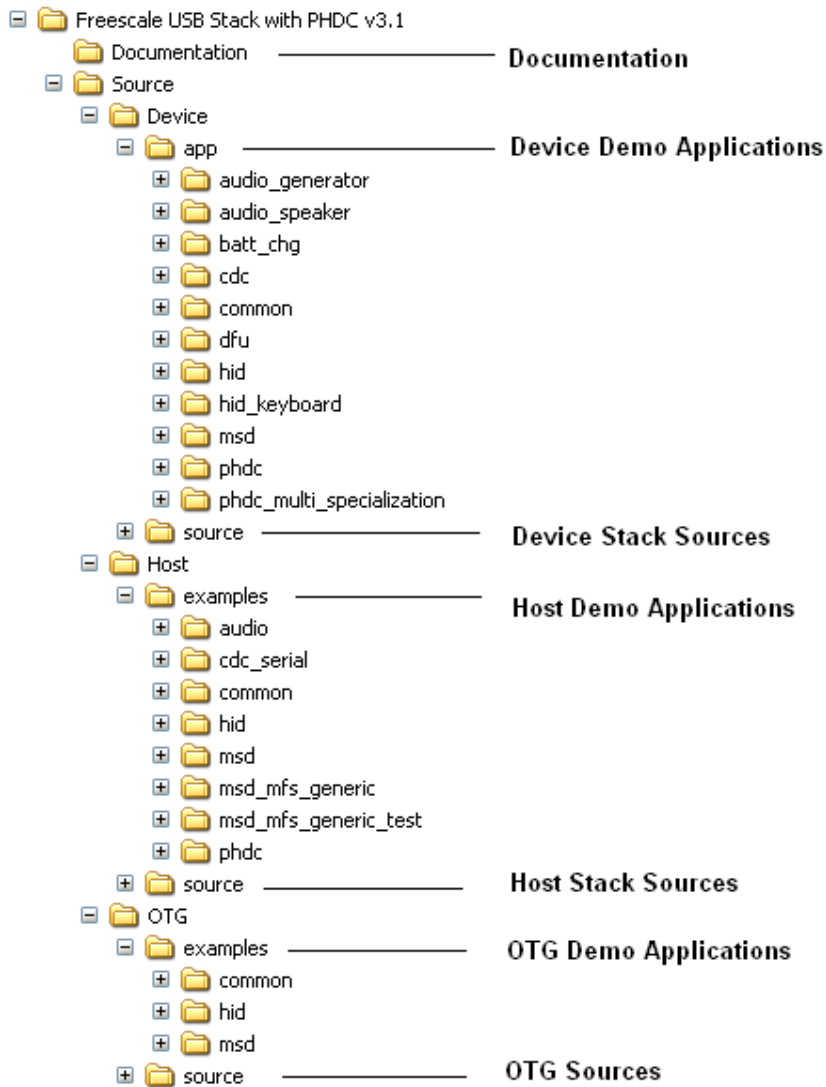 Freescale USB Stack with PHDC v3.1
Documentation Documentation
Source
Device
app Device Demo Applications
audio_generator
audio_speaker
batt_chg
cdc
common
dfu
hid
hid_keyboard
msd
phdc
phdc_multi_specialization
source Device Stack Sources
Host
examples Host Demo Applications
audio
cdc_serial
common
hid
msd
msd_mfs_generic
msd_mfs_generic_test
phdc
source Host Stack Sources
OTG
examples OTG Demo Applications
common
hid
msd
source OTG Sources